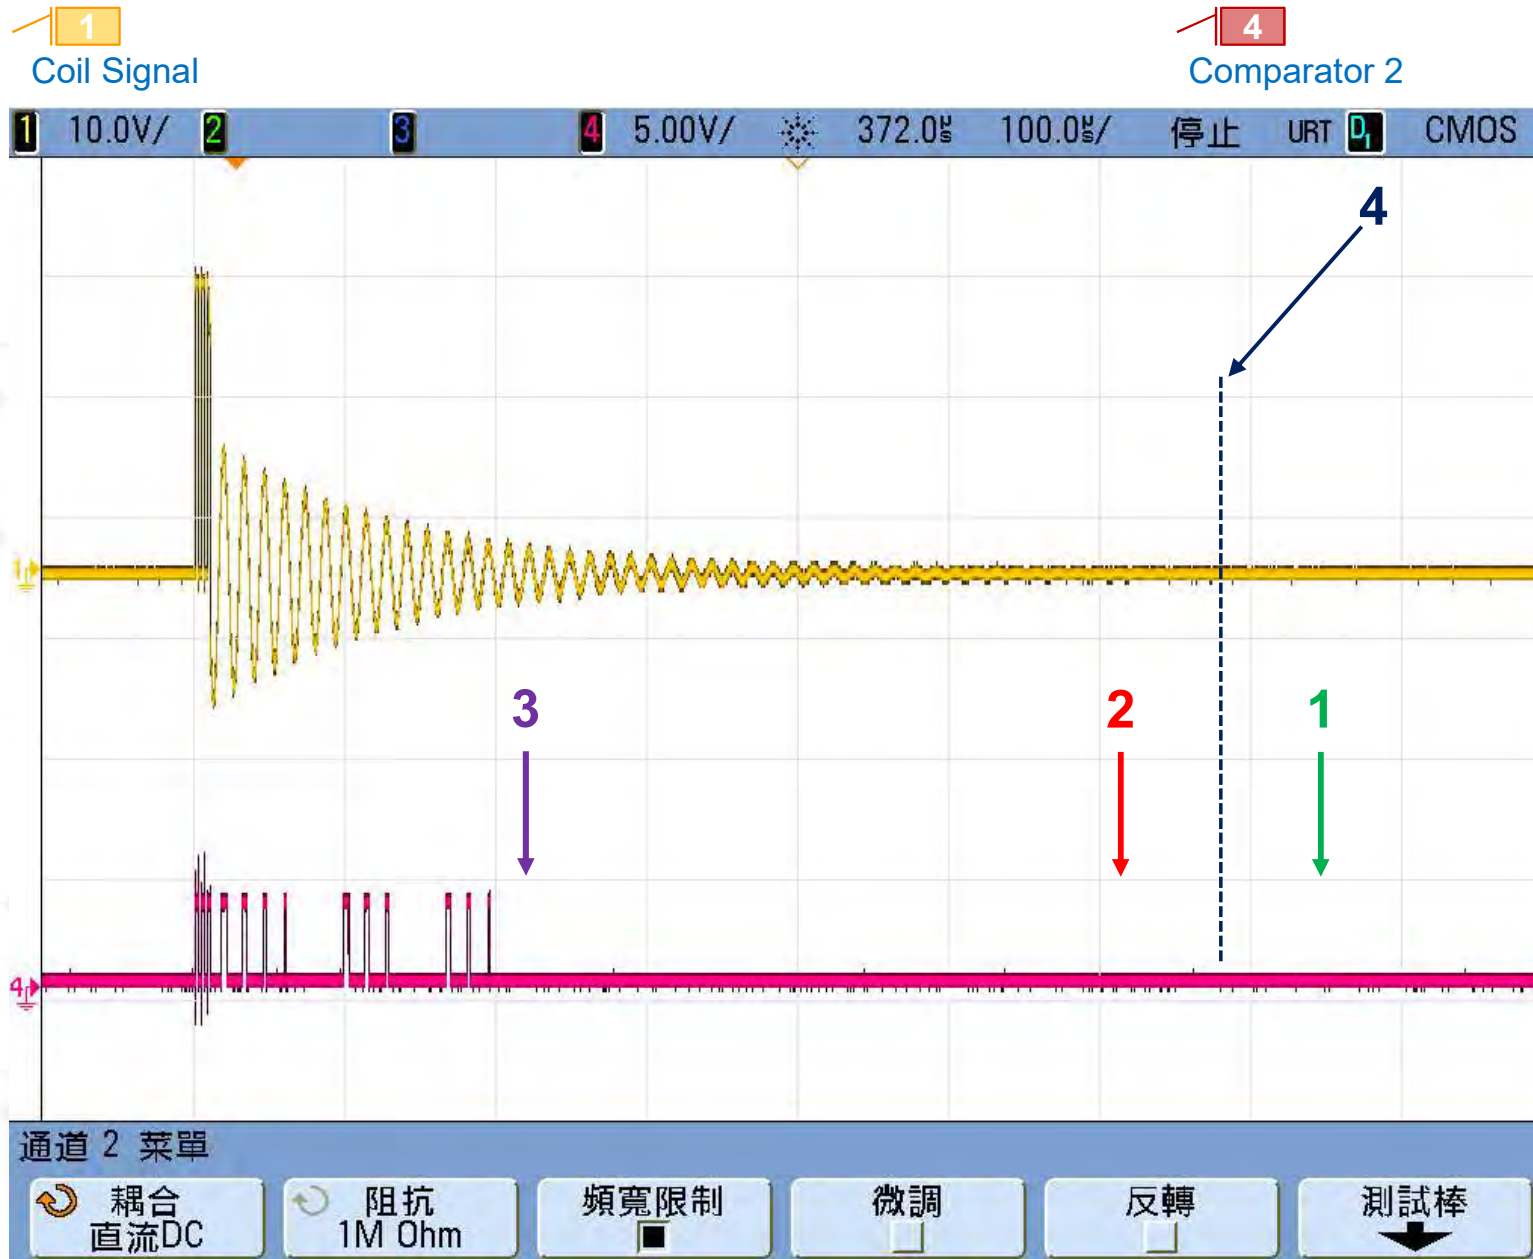 1
Coil Signal
4
Comparator 2
1 10.0V/ 2 3 4 5.00V/ 372.0µs 100.0µs/ 停止 URT D1 CMOS
4
1
3
2
1
4
通道 2 菜單
耦合
直流DC
阻抗
1M Ohm
頻寬限制
微調
反轉
測試棒